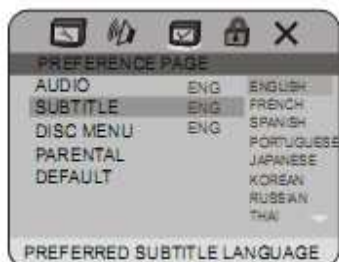 PREFERENCE PAGE
AUDIO ENG ENGLISH
SUBTITLE ENG FRENCH
DISC MENU ENG SPANISH
PARENTAL PORTUGUESE
DEFAULT JAPANESE
KOREAN
RUSSIAN
THAI
PREFERRED SUBTITLE LANGUAGE